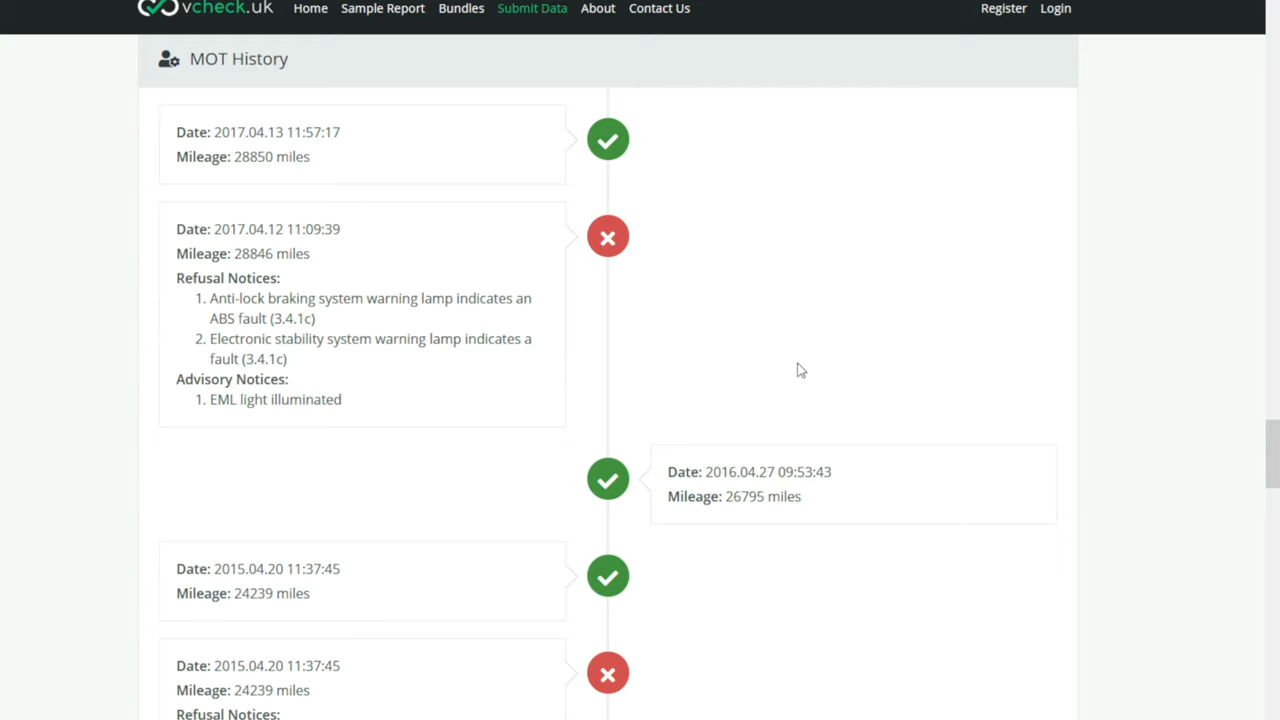 vcheck.uk Home Sample Report Bundles Submit Data About Contact Us Register Login
MOT History
Date: 2017.04.13 11:57:17
Mileage: 28850 miles
Date: 2017.04.12 11:09:39
Mileage: 28846 miles
Refusal Notices:
1. Anti-lock braking system warning lamp indicates an
ABS fault (3.4.1c)
2. Electronic stability system warning lamp indicates a
fault (3.4.1c)
Advisory Notices:
1. EML light illuminated
Date: 2016.04.27 09:53:43
Mileage: 26795 miles
Date: 2015.04.20 11:37:45
Mileage: 24239 miles
Date: 2015.04.20 11:37:45
Mileage: 24239 miles
Refusal Notices: